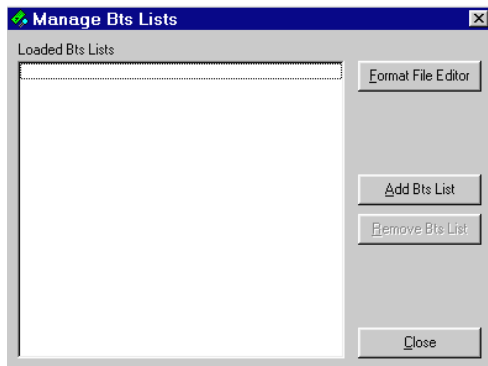 Manage Bts Lists
Loaded Bts Lists
Format File Editor
Add Bts List
Remove Bts List
Close